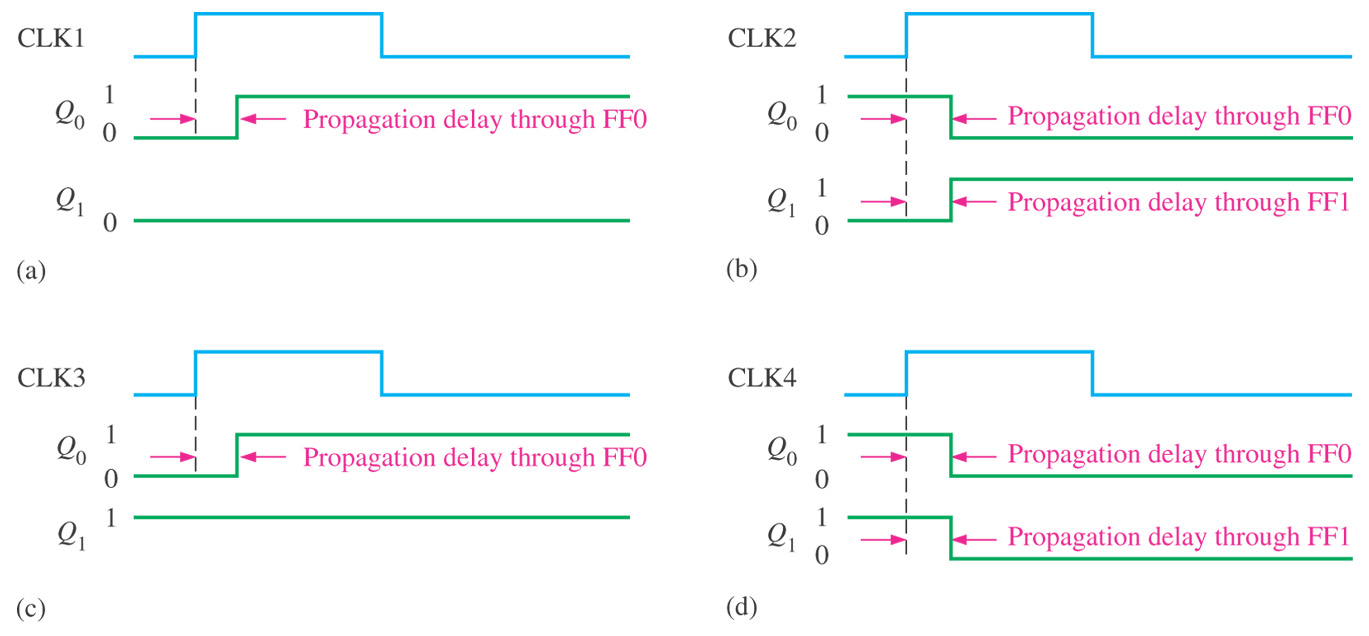 CLK1
1
Q0
0
Propagation delay through FF0
Q1
0
(a)
CLK2
1
Q0
0
Propagation delay through FF0
1
Q1
0
Propagation delay through FF1
(b)
CLK3
1
Q0
0
Propagation delay through FF0
1
Q1
(c)
CLK4
1
Q0
0
Propagation delay through FF0
1
Q1
0
Propagation delay through FF1
(d)